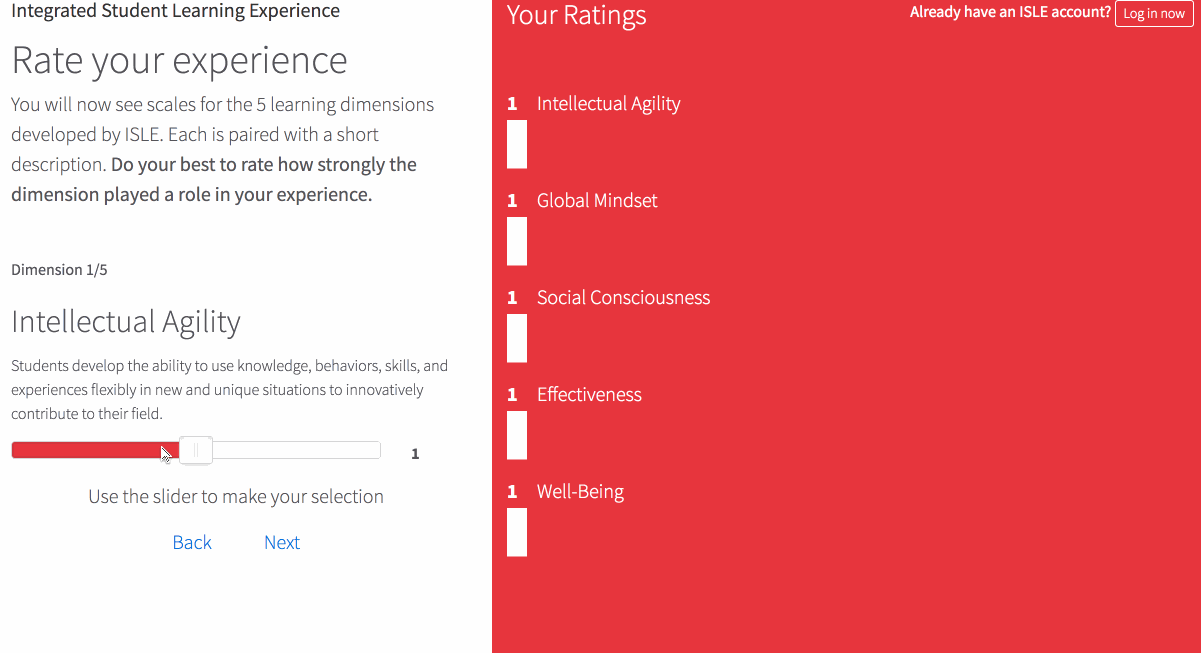 Integrated Student Learning Experience
Rate your experience
You will now see scales for the 5 learning dimensions
developed by ISLE. Each is paired with a short
description. Do your best to rate how strongly the
dimension played a role in your experience.
Dimension 1/5
Intellectual Agility
Students develop the ability to use knowledge, behaviors, skills, and
experiences flexibly in new and unique situations to innovatively
contribute to their field.
1
Use the slider to make your selection
Back Next
Your Ratings
Already have an ISLE account? Log in now
1 Intellectual Agility
1 Global Mindset
1 Social Consciousness
1 Effectiveness
1 Well-Being